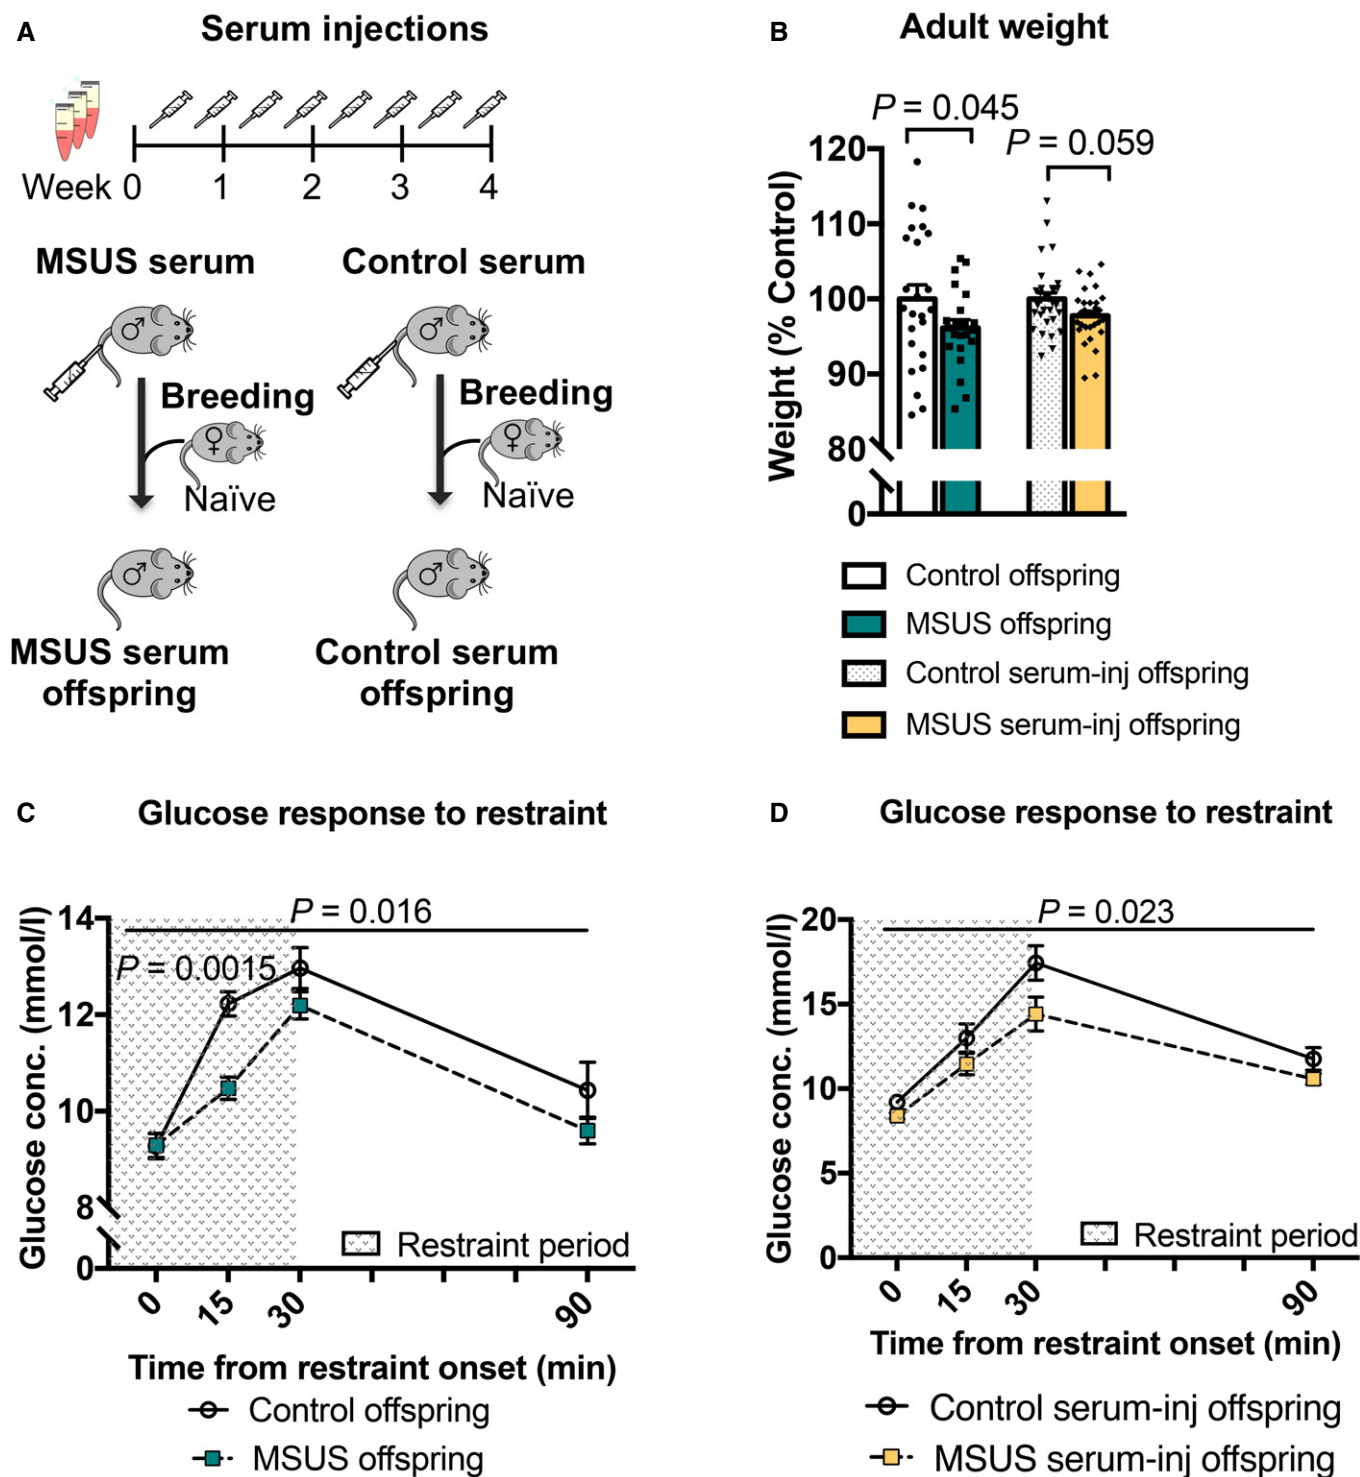 A
Serum injections
Week 0 1 2 3 4
MSUS serum
Control serum
♂
♂
Breeding
Breeding
♀
♀
Naïve
Naïve
♂
♂
MSUS serum
offspring
Control serum
offspring
B
Adult weight
P = 0.045
P = 0.059
Weight (% Control)
120
110
100
90
80
0
Control offspring
MSUS offspring
Control serum-inj offspring
MSUS serum-inj offspring
C
Glucose response to restraint
P = 0.016
P = 0.0015
Glucose conc. (mmol/l)
14
12
10
8
0
Restraint period
0 15 30 90
Time from restraint onset (min)
Control offspring
MSUS offspring
D
Glucose response to restraint
P = 0.023
Glucose conc. (mmol/l)
20
15
10
5
0
Restraint period
0 15 30 90
Time from restraint onset (min)
Control serum-inj offspring
MSUS serum-inj offspring